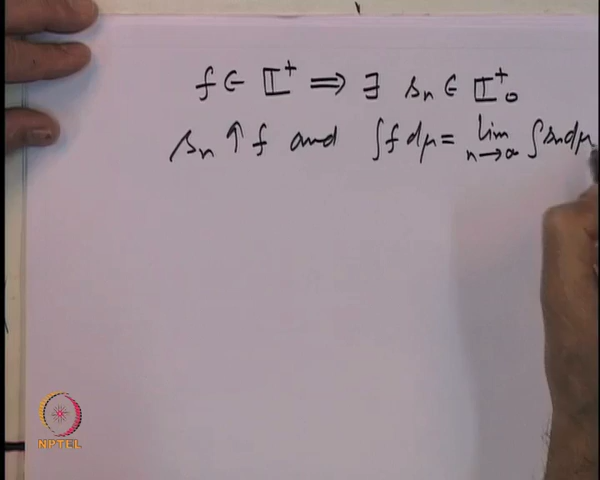 f ∈ 𝕃⁺ ⟹ ∃ sₙ ∈ 𝕃⁺₀
sₙ ↑ f and ∫f dμ = lim n→∞ ∫sₙdμ
NPTEL